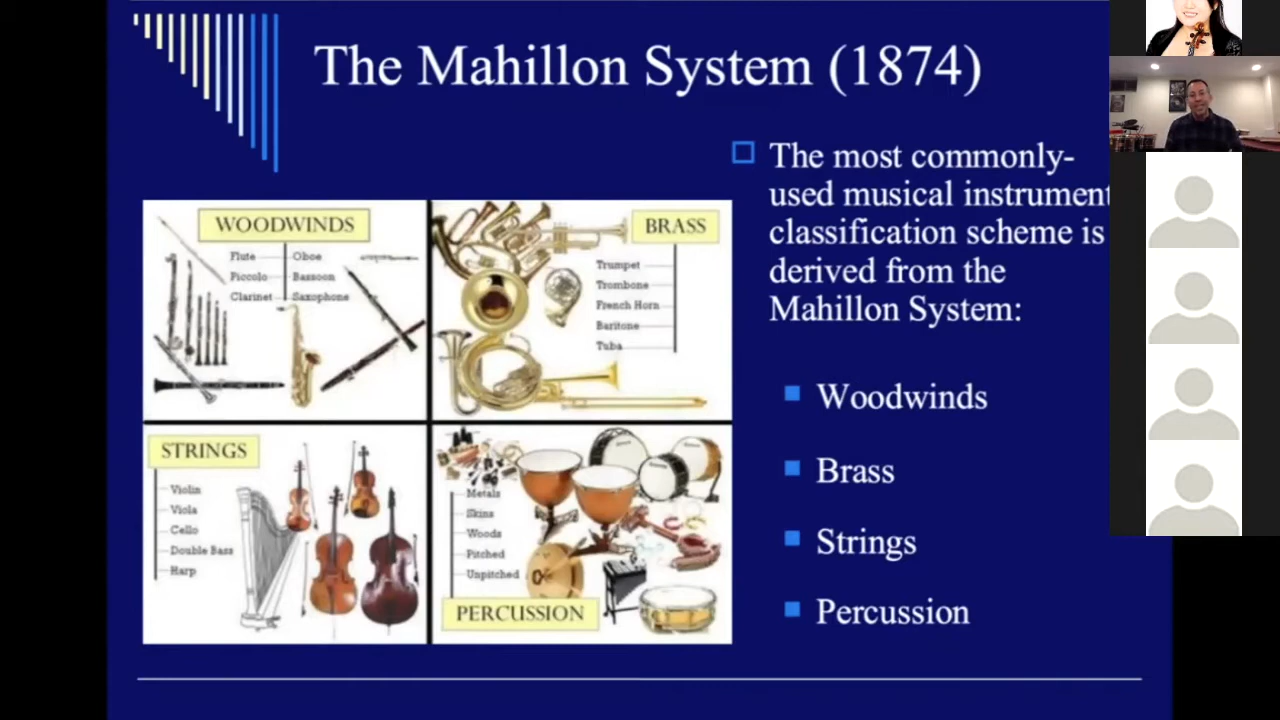 The Mahillon System (1874)
The most commonly-
used musical instrument
classification scheme is
derived from the
Mahillon System:
Woodwinds
Brass
Strings
Percussion
WOODWINDS
Flute
Oboe
Piccolo
Bassoon
Clarinet
Saxophone
BRASS
Trumpet
Trombone
French Horn
Baritone
Tuba
STRINGS
Violin
Viola
Cello
Double Bass
Harp
Metals
Skins
Woods
Pitched
Unpitched
PERCUSSION